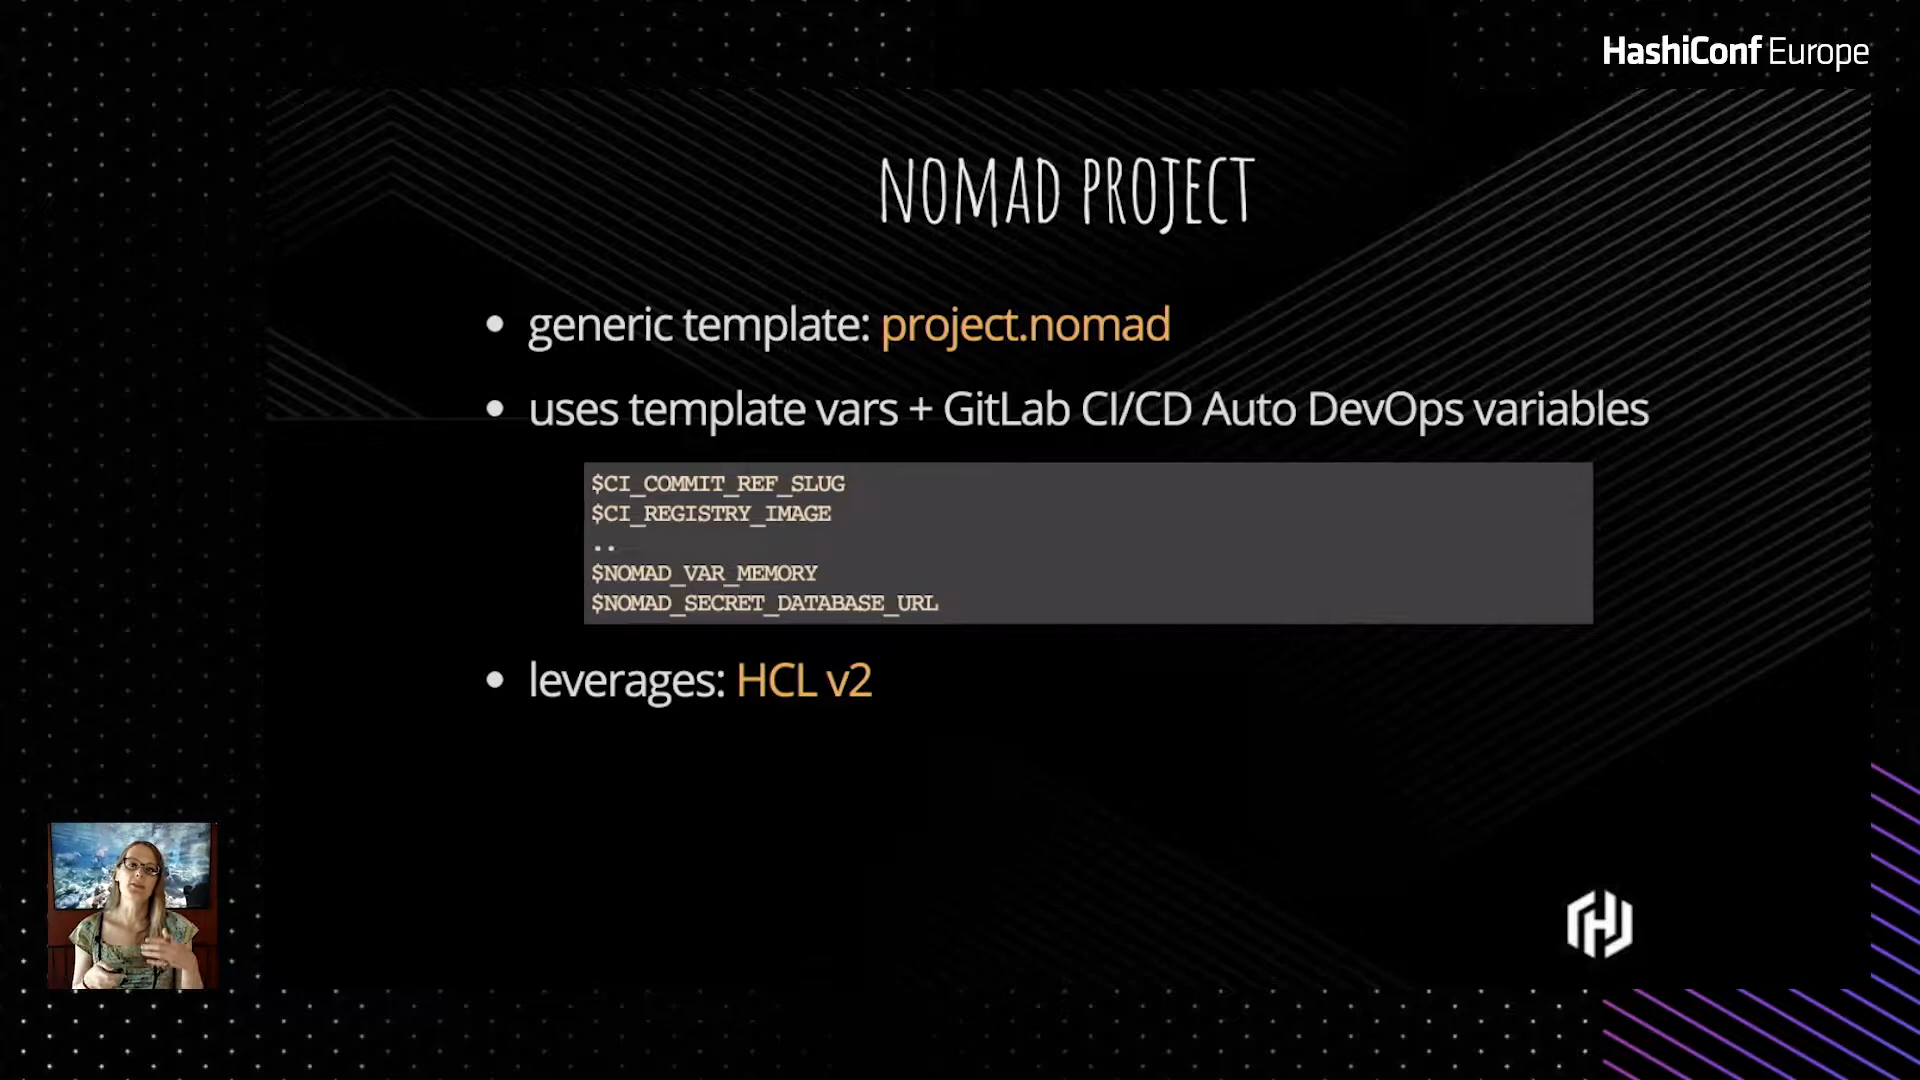 HashiConf Europe
NOMAD PROJECT
• generic template: project.nomad
• uses template vars + GitLab CI/CD Auto DevOps variables
$CI_COMMIT_REF_SLUG
$CI_REGISTRY_IMAGE
..
$NOMAD_VAR_MEMORY
$NOMAD_SECRET_DATABASE_URL
• leverages: HCL v2